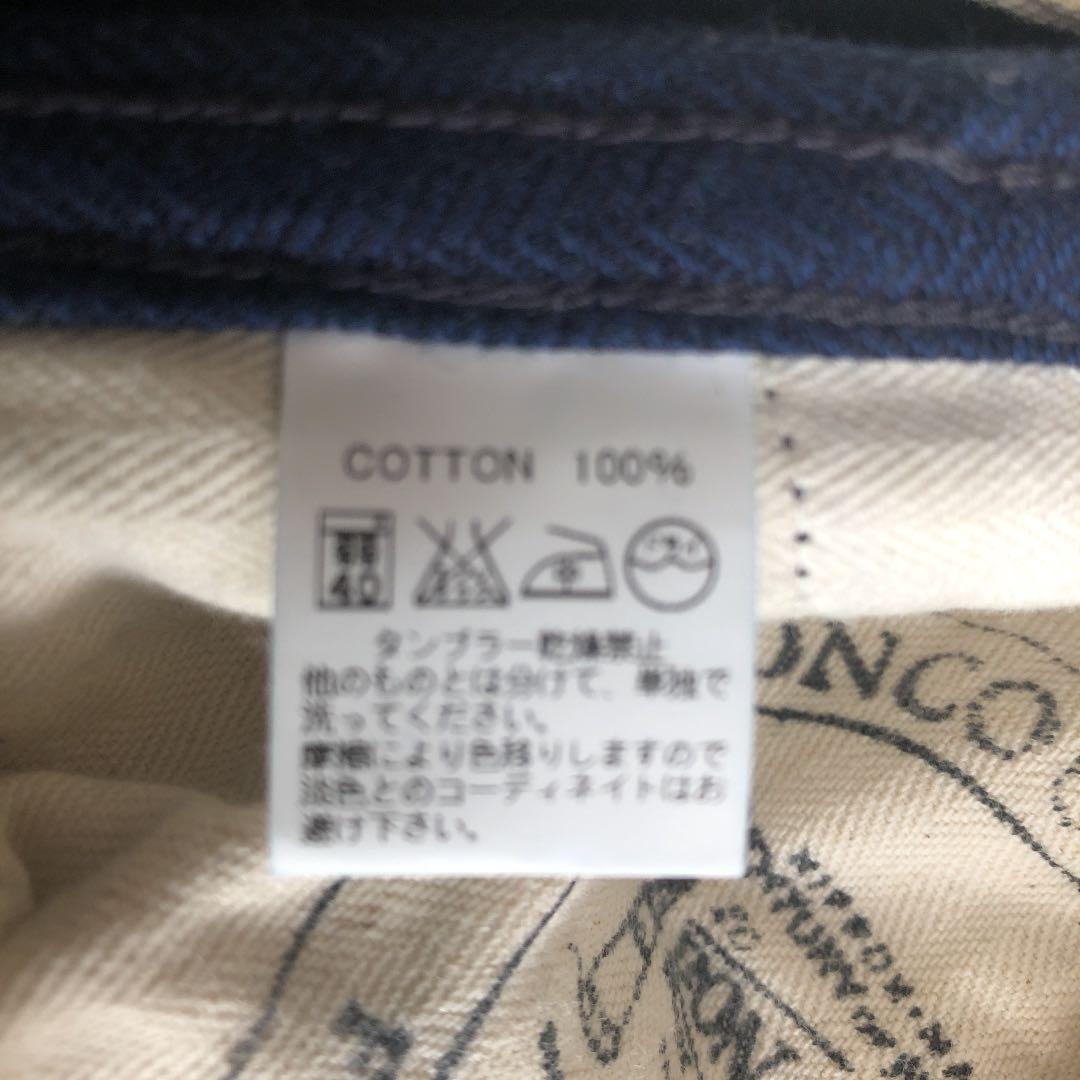 COTTON 100%
弱
40
タンブラー乾燥禁止
他のものとは分けて、単独で
洗ってください。
摩擦により色移りしますので
淡色とのコーディネイトはお
避け下さい。
ONCO